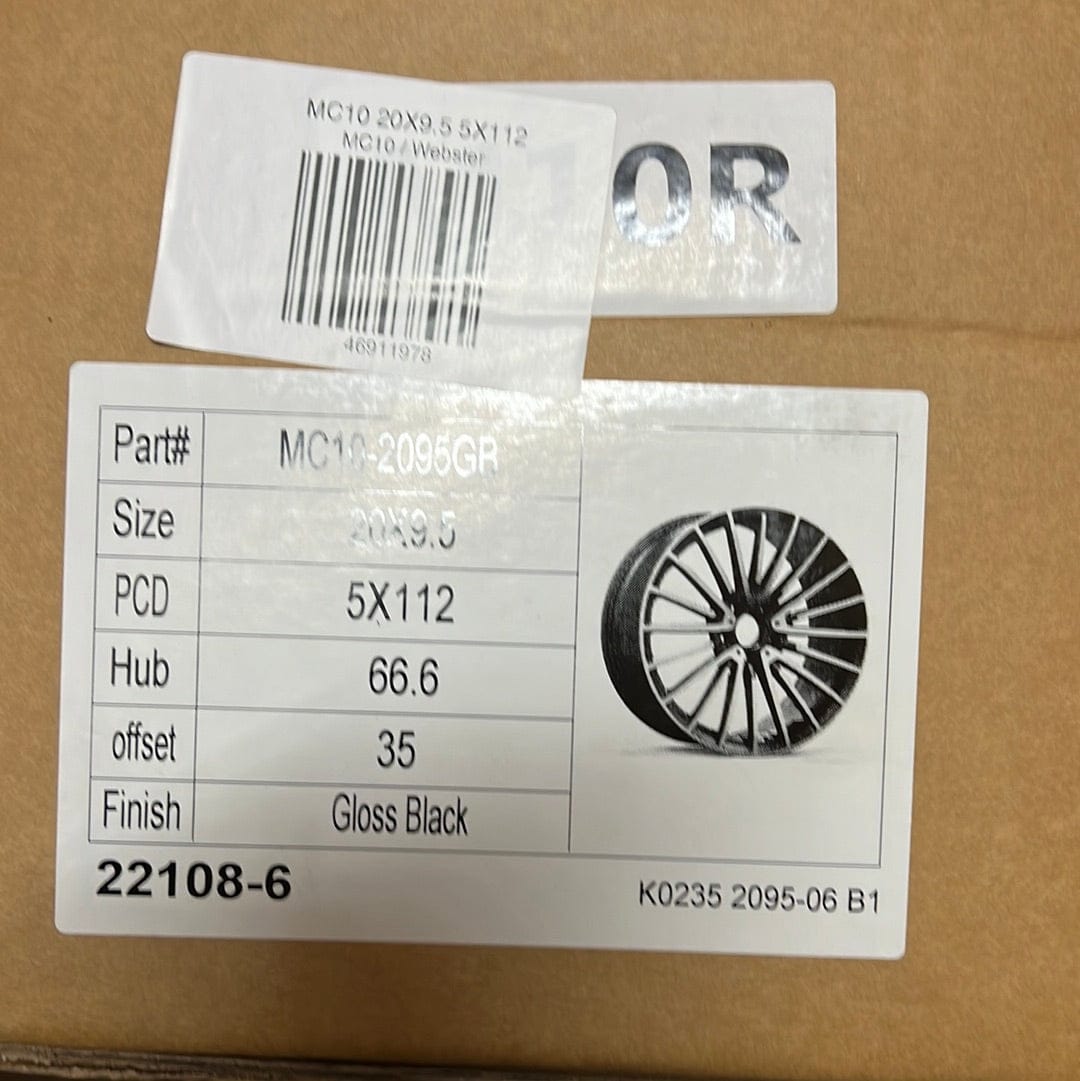 MC10 20X9.5 5X112
MC10 / Webster
46911978
0R
Part# MC10-2095GR
Size 20X9.5
PCD 5X112
Hub 66.6
offset 35
Finish Gloss Black
22108-6
K0235 2095-06 B1